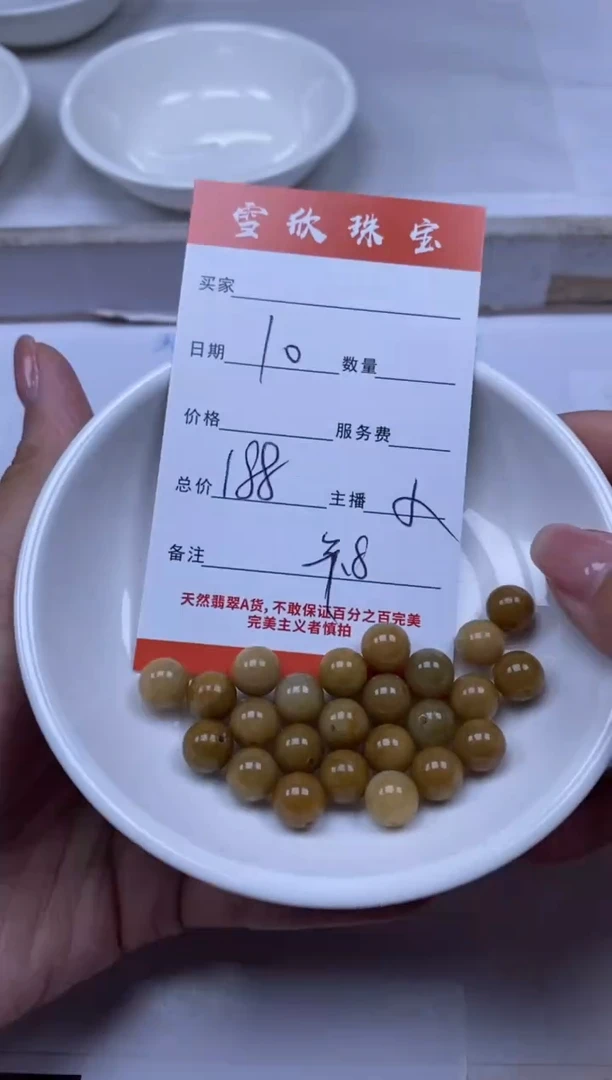 雪欣珠宝
买家
日期 10 数量
价格 服务费
总价 188 主播
备注 .8
天然翡翠A货,不敢保证百分之百完美
完美主义者慎拍